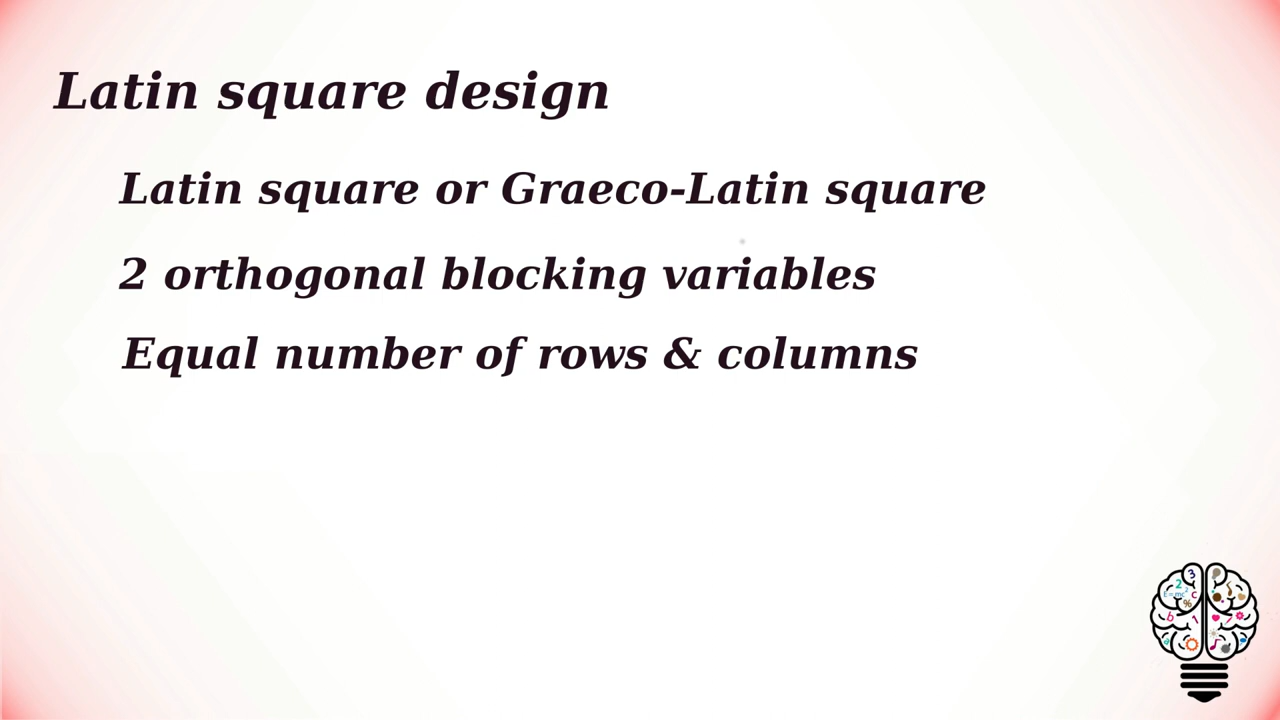 Latin square design
Latin square or Graeco-Latin square
2 orthogonal blocking variables
Equal number of rows & columns